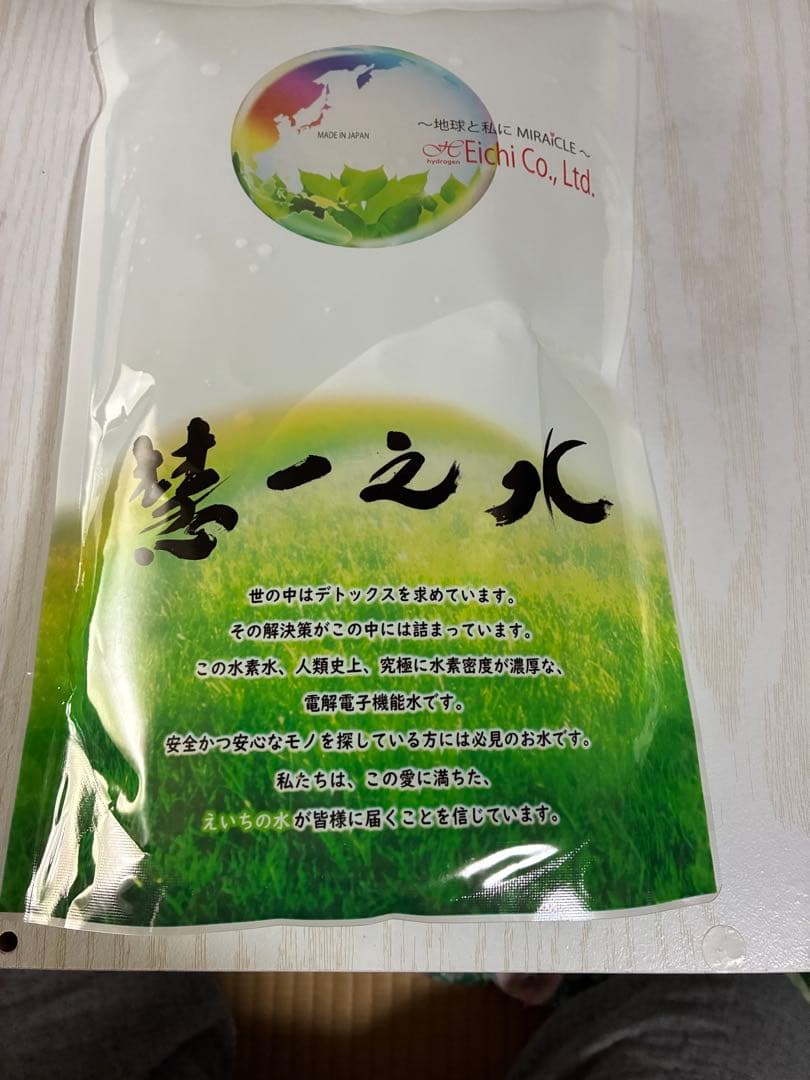 MADE IN JAPAN
～地球と私に MIRACLE～
H Eichi Co., Ltd.
hydrogen
慧一之水
世の中はデトックスを求めています。
その解決策がこの中には詰まっています。
この水素水、人類史上、究極に水素密度が濃厚な、
電解電子機能水です。
安全かつ安心なモノを探している方には必見のお水です。
私たちは、この愛に満ちた、
えいちの水が皆様に届くことを信じています。